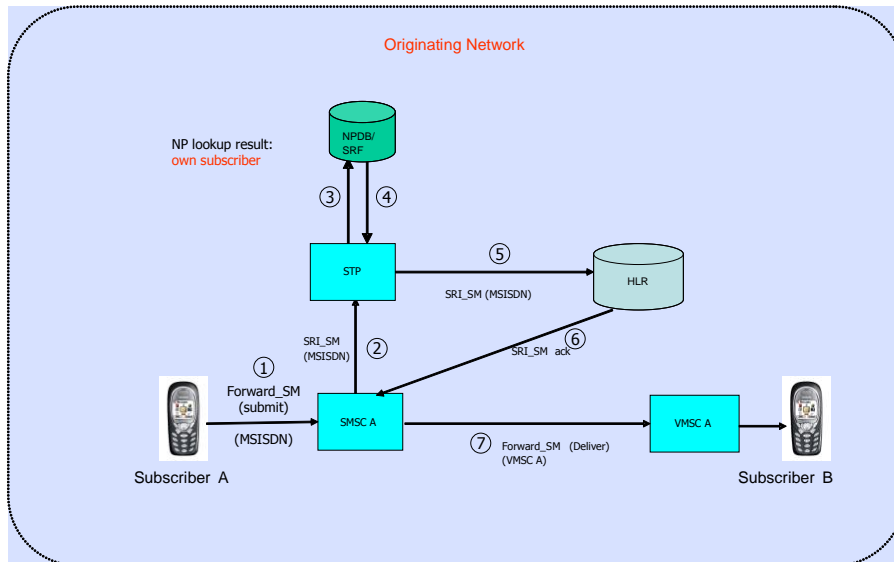 Originating Network
NPDB/
SRF
NP lookup result:
own subscriber
3
4
STP
5
HLR
SRI_SM (MSISDN)
SRI_SM
(MSISDN)
2
6
SRI_SM ack
1
Forward_SM
(submit)
(MSISDN)
SMSC A
VMSC A
7
Forward_SM (Deliver)
(VMSC A)
Subscriber A
Subscriber B